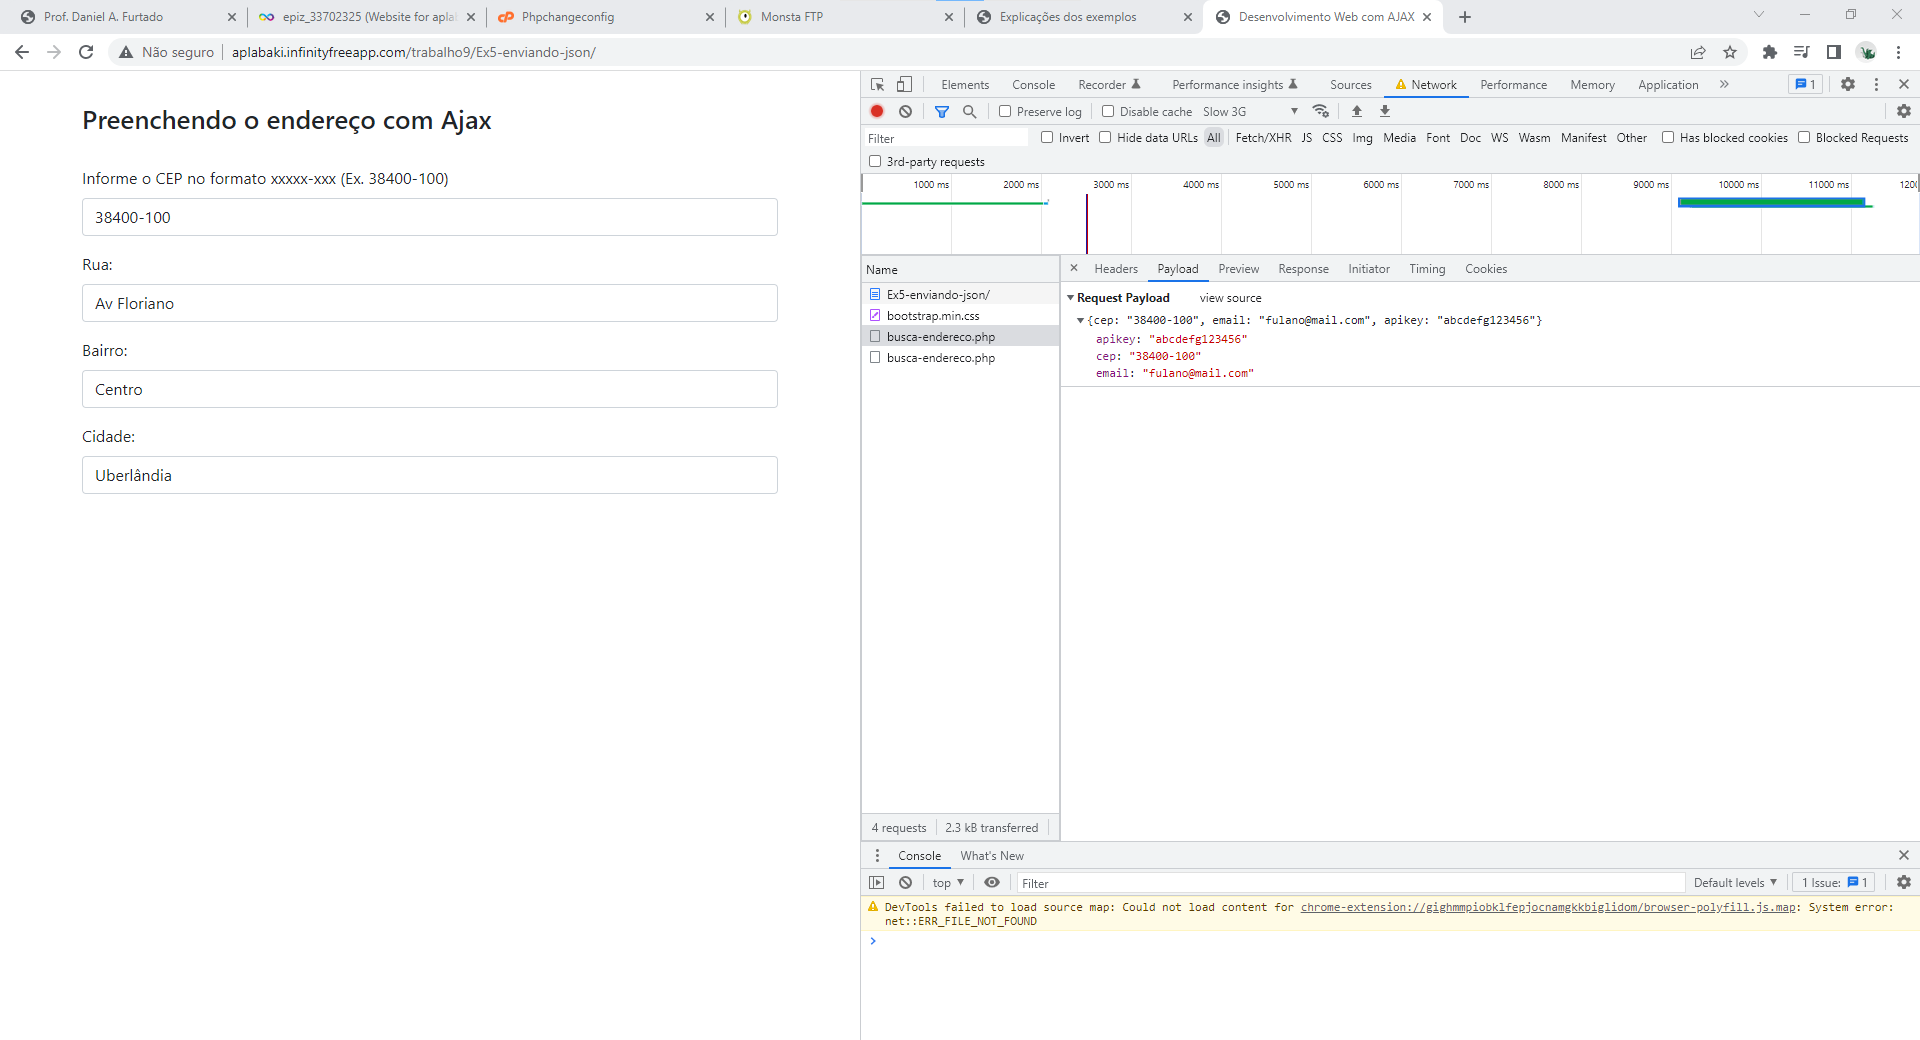 Prof. Daniel A. Furtado
epiz_33702325 (Website for apla
Phpchangeconfig
Monsta FTP
Explicações dos exemplos
Desenvolvimento Web com AJAX
Não seguro
aplabaki.infinityfreeapp.com/trabalho9/Ex5-enviando-json/
Preenchendo o endereço com Ajax
Informe o CEP no formato xxxxx-xxx (Ex. 38400-100)
38400-100
Rua:
Av Floriano
Bairro:
Centro
Cidade:
Uberlândia
Elements Console Recorder Performance insights Sources Network Performance Memory Application » 1
Preserve log Disable cache Slow 3G
Filter Invert Hide data URLs All Fetch/XHR JS CSS Img Media Font Doc WS Wasm Manifest Other Has blocked cookies Blocked Requests
3rd-party requests
1000 ms 2000 ms 3000 ms 4000 ms 5000 ms 6000 ms 7000 ms 8000 ms 9000 ms 10000 ms 11000 ms 120
Name
Ex5-enviando-json/
bootstrap.min.css
busca-endereco.php
busca-endereco.php
4 requests 2.3 kB transferred
Headers Payload Preview Response Initiator Timing Cookies
Request Payload view source
{cep: "38400-100", email: "fulano@mail.com", apikey: "abcdefg123456"}
apikey: "abcdefg123456"
cep: "38400-100"
email: "fulano@mail.com"
Console What's New
top Filter Default levels 1 Issue: 1
DevTools failed to load source map: Could not load content for chrome-extension://gighmmpiobklfepjocnamgkkbiglidom/browser-polyfill.js.map: System error:
net::ERR_FILE_NOT_FOUND